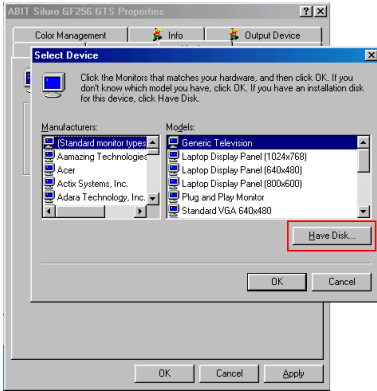 ABIT Siluro GF256 GTS Properties
Color Management
Info
Output Device
Select Device
Click the Monitors that matches your hardware, and then click OK. If you
don't know which model you have, click OK. If you have an installation disk
for this device, click Have Disk.
Manufacturers:
(Standard monitor types
Aamazing Technologies
Acer
Actix Systems, Inc.
Adara Technology, Inc.
Models:
Generic Television
Laptop Display Panel (1024x768)
Laptop Display Panel (640x480)
Laptop Display Panel (800x600)
Plug and Play Monitor
Standard VGA 640x480
Have Disk...
OK
Cancel
OK
Cancel
Apply